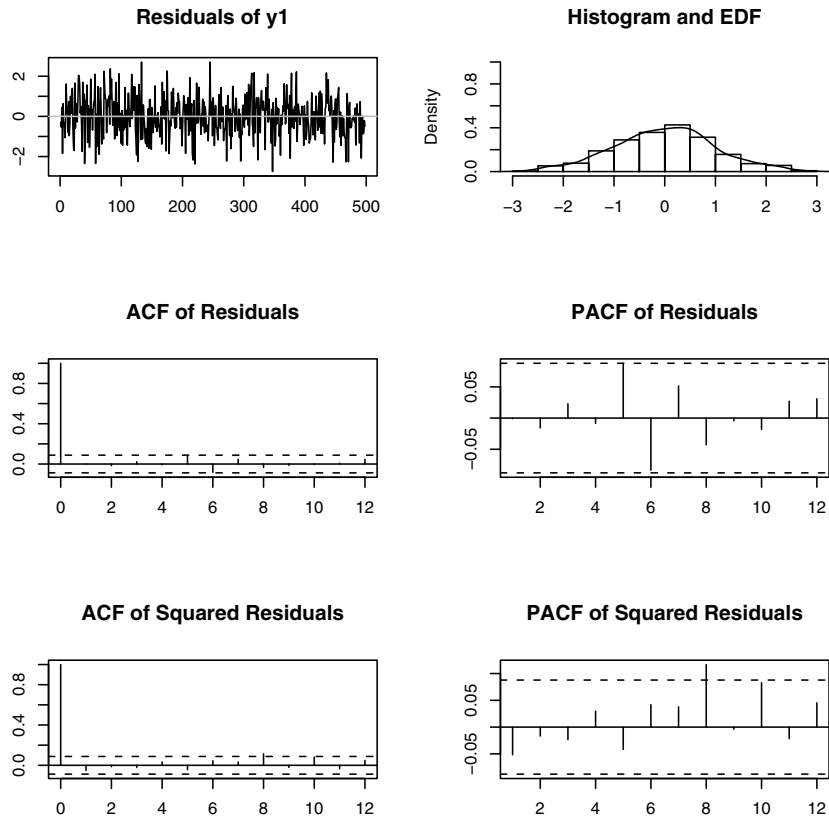 Residuals of y1
−2 0 2
0 100 200 300 400 500
Histogram and EDF
Density
0.0 0.4 0.8
−3 −2 −1 0 1 2 3
ACF of Residuals
0.0 0.4 0.8
0 2 4 6 8 10 12
PACF of Residuals
−0.05 0.05
2 4 6 8 10 12
ACF of Squared Residuals
0.0 0.4 0.8
0 2 4 6 8 10 12
PACF of Squared Residuals
−0.05 0.05
2 4 6 8 10 12